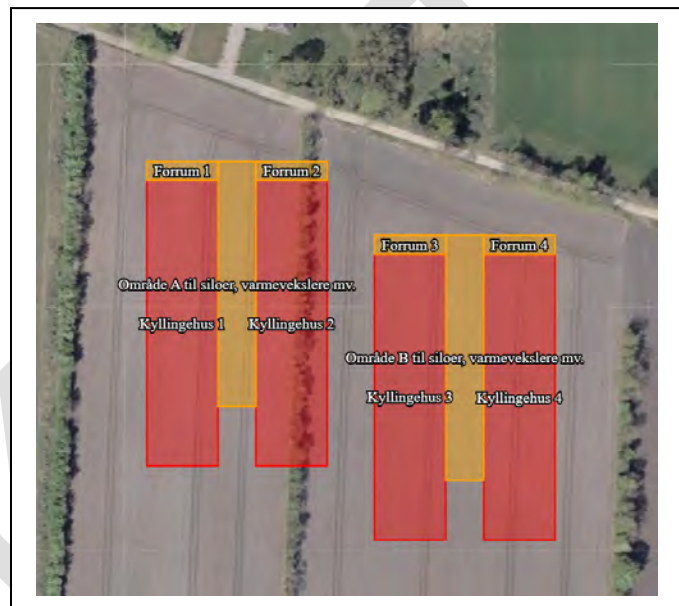 Forrum 1
Forrum 2
Forrum 3
Forrum 4
Område A til siloer, varmevekslere mv.
Kyllingehus 1
Kyllingehus 2
Område B til siloer, varmevekslere mv.
Kyllingehus 3
Kyllingehus 4